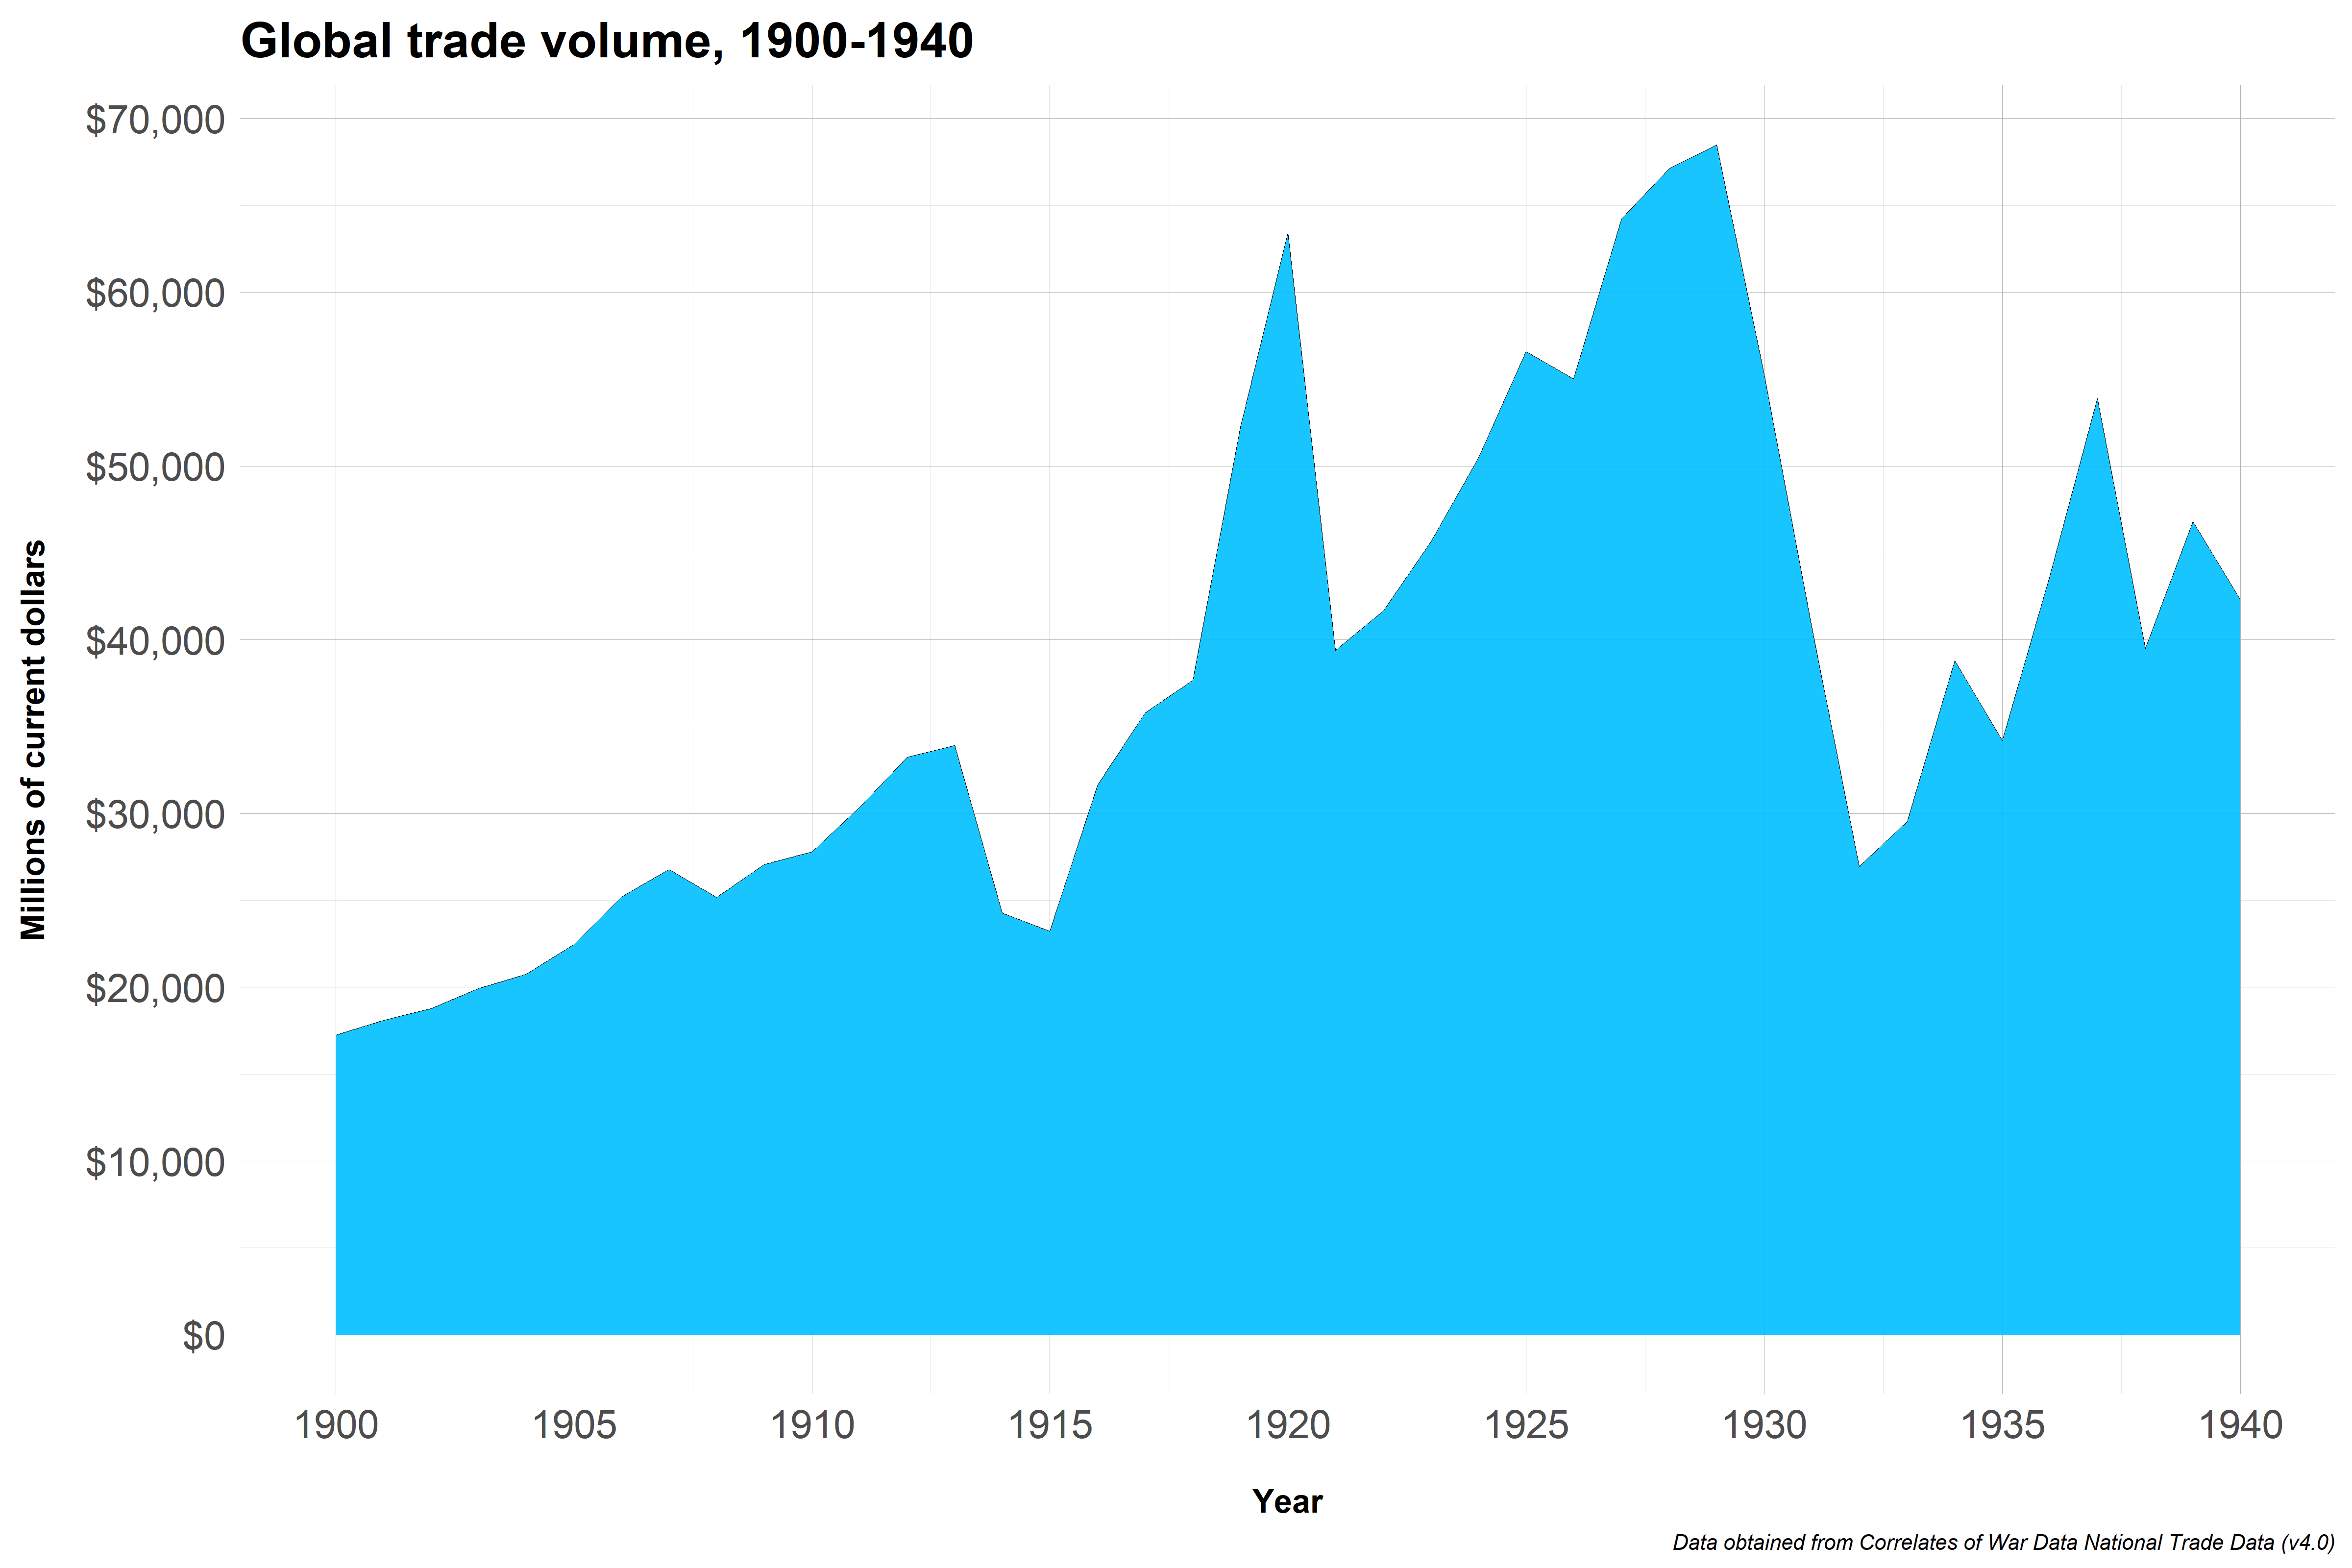 Global trade volume, 1900-1940
$70,000
$60,000
$50,000
$40,000
$30,000
$20,000
$10,000
$0
Millions of current dollars
1900 1905 1910 1915 1920 1925 1930 1935 1940
Year
Data obtained from Correlates of War Data National Trade Data (v4.0)